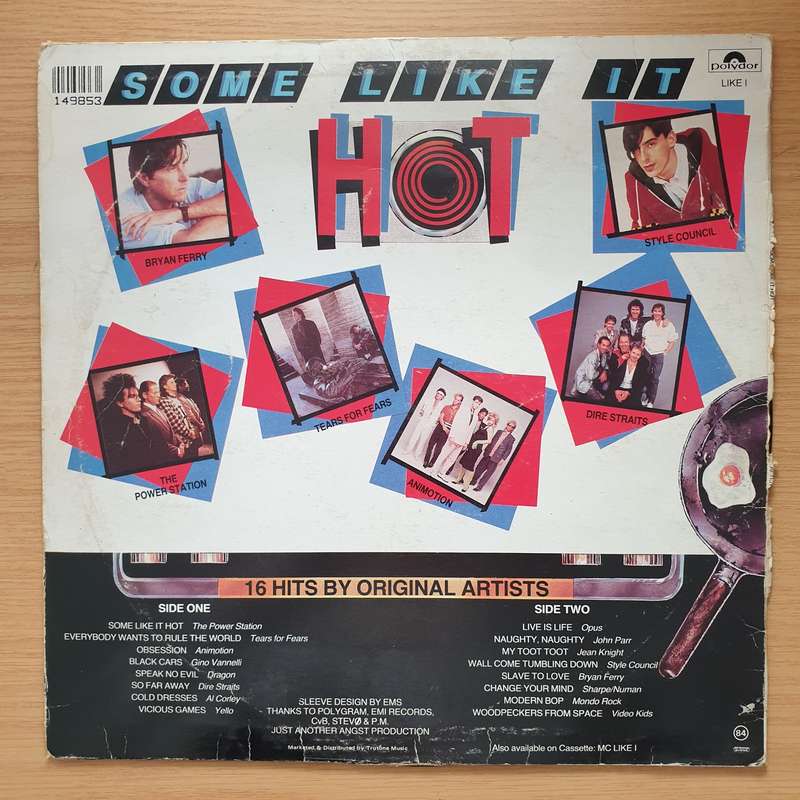 SOME LIKE IT
HOT
149853
Polydor
LIKE I
BRYAN FERRY
STYLE COUNCIL
THE
POWER STATION
TEARS FOR FEARS
ANIMOTION
DIRE STRAITS
16 HITS BY ORIGINAL ARTISTS
SIDE ONE
SOME LIKE IT HOT The Power Station
EVERYBODY WANTS TO RULE THE WORLD Tears for Fears
OBSESSION Animotion
BLACK CARS Gino Vannelli
SPEAK NO EVIL Dragon
SO FAR AWAY Dire Straits
COLD DRESSES Al Corley
VICIOUS GAMES Yello
SIDE TWO
LIVE IS LIFE Opus
NAUGHTY, NAUGHTY John Parr
MY TOOT TOOT Jean Knight
WALL COME TUMBLING DOWN Style Council
SLAVE TO LOVE Bryan Ferry
CHANGE YOUR MIND Sharpe/Numan
MODERN BOP Mondo Rock
WOODPECKERS FROM SPACE Video Kids
SLEEVE DESIGN BY EMS
THANKS TO POLYGRAM, EMI RECORDS,
CvB, STEVØ & P.M.
JUST ANOTHER ANGST PRODUCTION
Marketed & Distributed by Trutone Music
Also available on Cassette: MC LIKE I
84